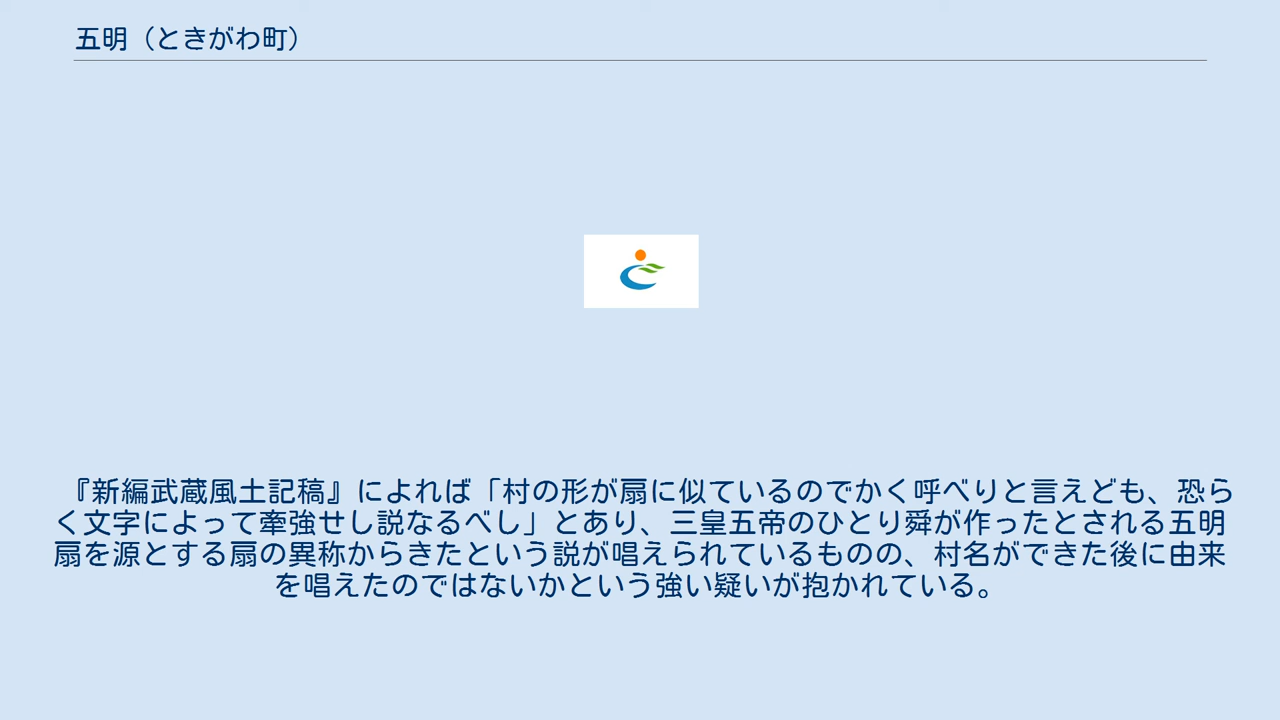 五明（ときがわ町）
『新編武蔵風土記稿』によれば「村の形が扇に似ているのでかく呼べりと言えども、恐ら
く文字によって牽強せし説なるべし」とあり、三皇五帝のひとり舜が作ったとされる五明
扇を源とする扇の異称からきたという説が唱えられているものの、村名ができた後に由来
を唱えたのではないかという強い疑いが抱かれている。